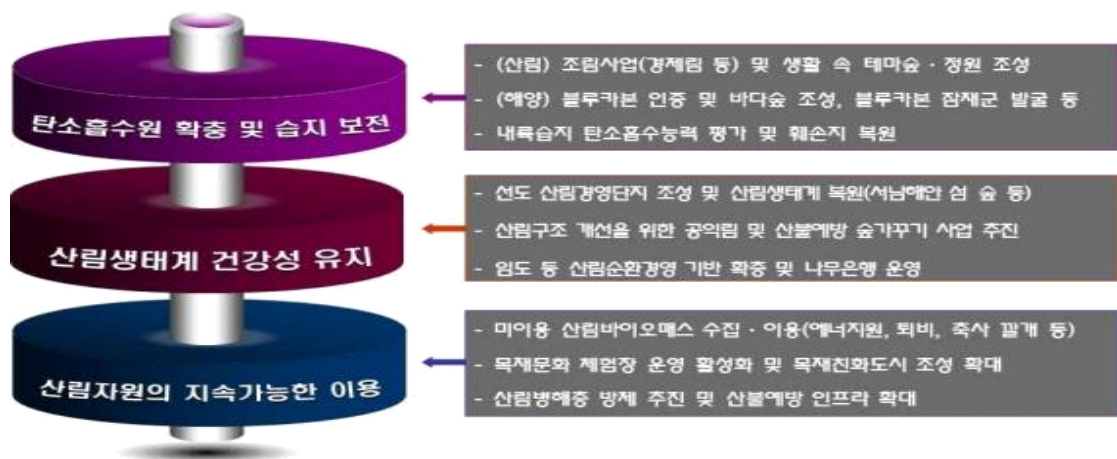 탄소흡수원 확충 및 습지 보전
- (산림) 조림사업(경제림 등) 및 생활 속 테마숲·정원 조성
- (해양) 블루카본 인증 및 바다숲 조성, 블루카본 잠재군 발굴 등
- 내륙습지 탄소흡수능력 평가 및 훼손지 복원
산림생태계 건강성 유지
- 선도 산림경영단지 조성 및 산림생태계 복원(서남해안 섬 숲 등)
- 산림구조 개선을 위한 공익림 및 산불예방 숲가꾸기 사업 추진
- 임도 등 산림순환경영 기반 확충 및 나무은행 운영
산림자원의 지속가능한 이용
- 미이용 산림바이오매스 수집·이용(에너지원, 퇴비, 축사 깔개 등)
- 목재문화 체험장 운영 활성화 및 목재친화도시 조성 확대
- 산림병해충 방제 추진 및 산불예방 인프라 확대